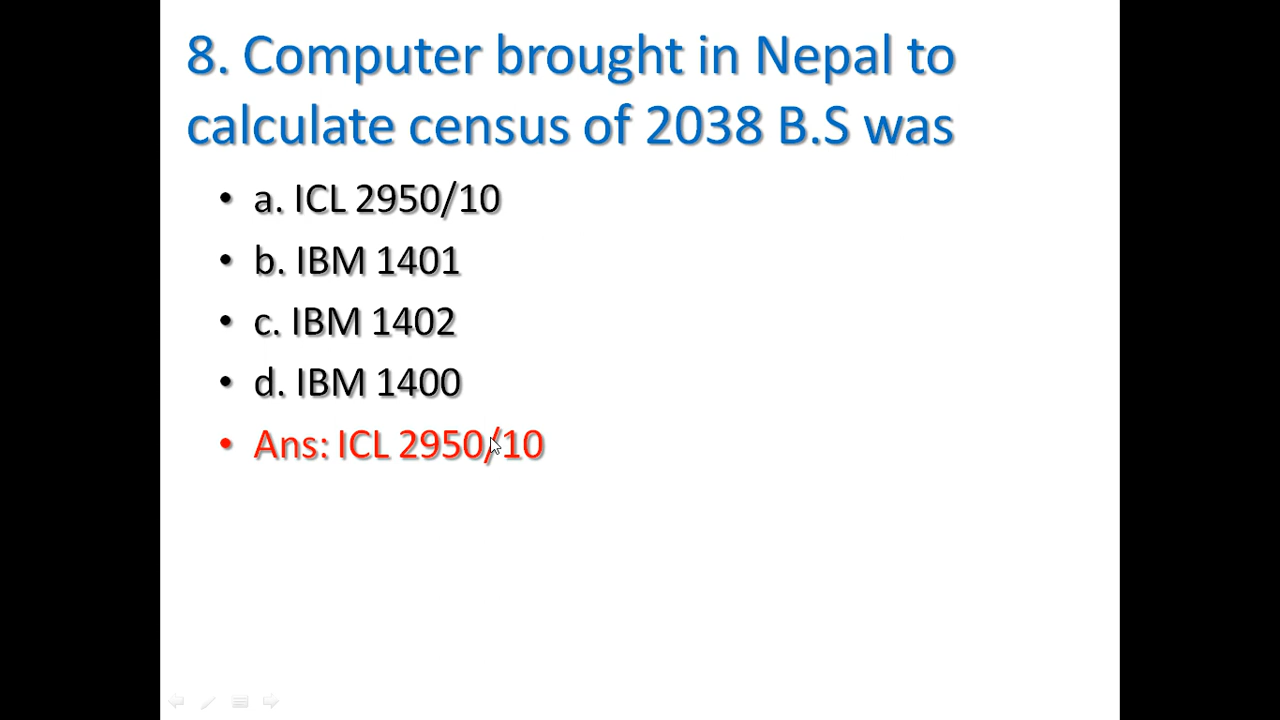 8. Computer brought in Nepal to
calculate census of 2038 B.S was
• a. ICL 2950/10
• b. IBM 1401
• c. IBM 1402
• d. IBM 1400
• Ans: ICL 2950/10